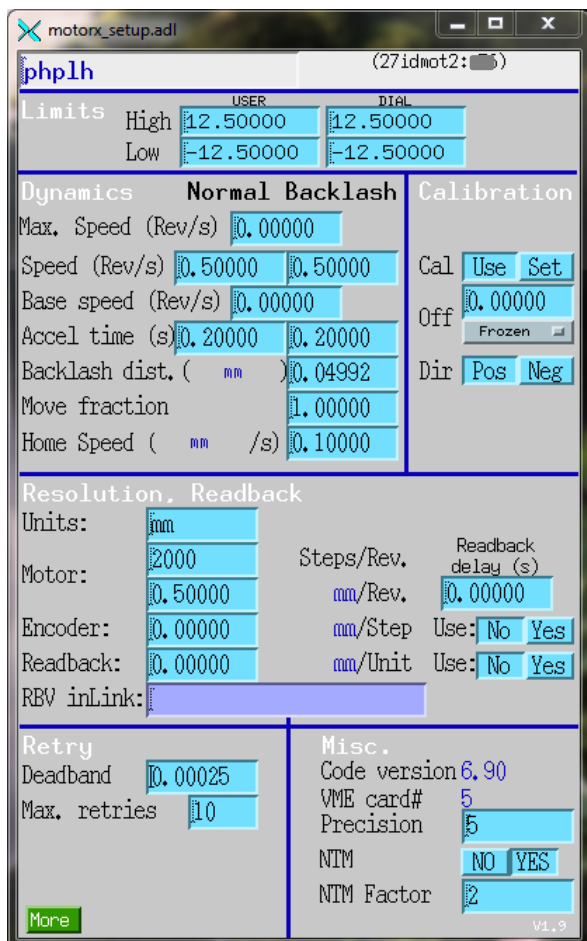 motorx_setup.adl
phplh (27idmot2: )
Limits USER DIAL
High 12.50000 12.50000
Low -12.50000 -12.50000
Dynamics Normal Backlash
Max. Speed (Rev/s) 0.00000
Speed (Rev/s) 0.50000 0.50000
Base speed (Rev/s) 0.00000
Accel time (s) 0.20000 0.20000
Backlash dist. ( mm ) 0.04992
Move fraction 1.00000
Home Speed ( mm /s) 0.10000
Calibration
Cal Use Set
Off 0.00000
Frozen
Dir Pos Neg
Resolution, Readback
Units: mm
Motor: 2000 Steps/Rev.
0.50000 mm/Rev.
Readback delay (s)
0.00000
Encoder: 0.00000 mm/Step Use: No Yes
Readback: 0.00000 mm/Unit Use: No Yes
RBV inLink:
Retry
Deadband 0.00025
Max. retries 10
More
Misc.
Code version 6.90
VME card# 5
Precision 5
NTM NO YES
NTM Factor 2
V1.9